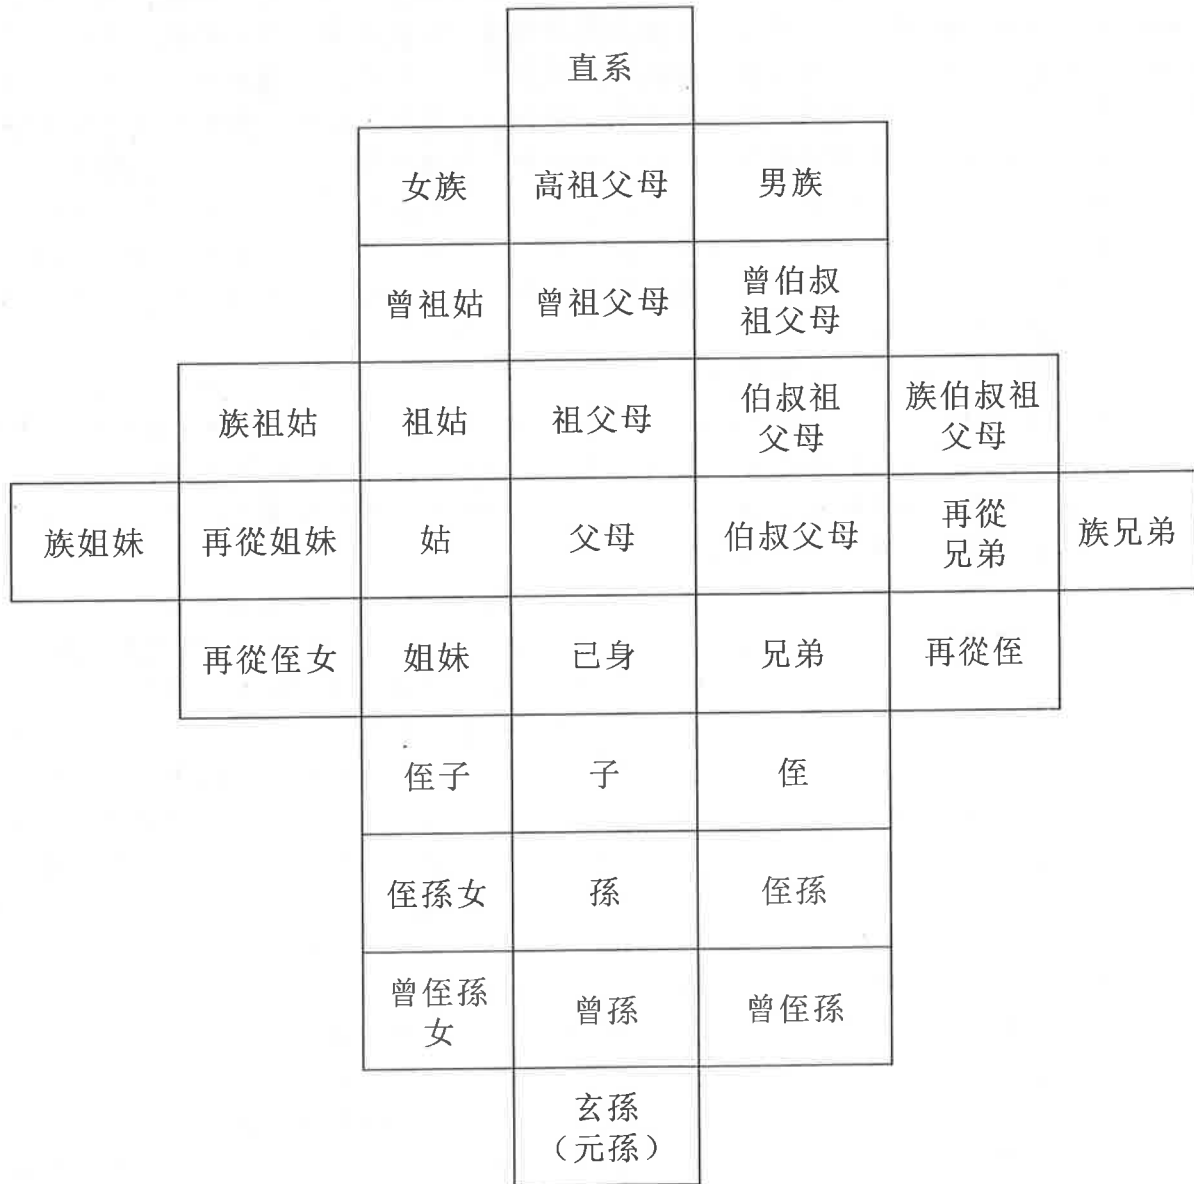 直系
女族
高祖父母
男族
曾祖姑
曾祖父母
曾伯叔
祖父母
族祖姑
祖姑
祖父母
伯叔祖
父母
族伯叔祖
父母
族姐妹
再從姐妹
姑
父母
伯叔父母
再從
兄弟
族兄弟
再從侄女
姐妹
已身
兄弟
再從侄
侄子
子
侄
侄孫女
孫
侄孫
曾侄孫
女
曾孫
曾侄孫
玄孫
（元孫）